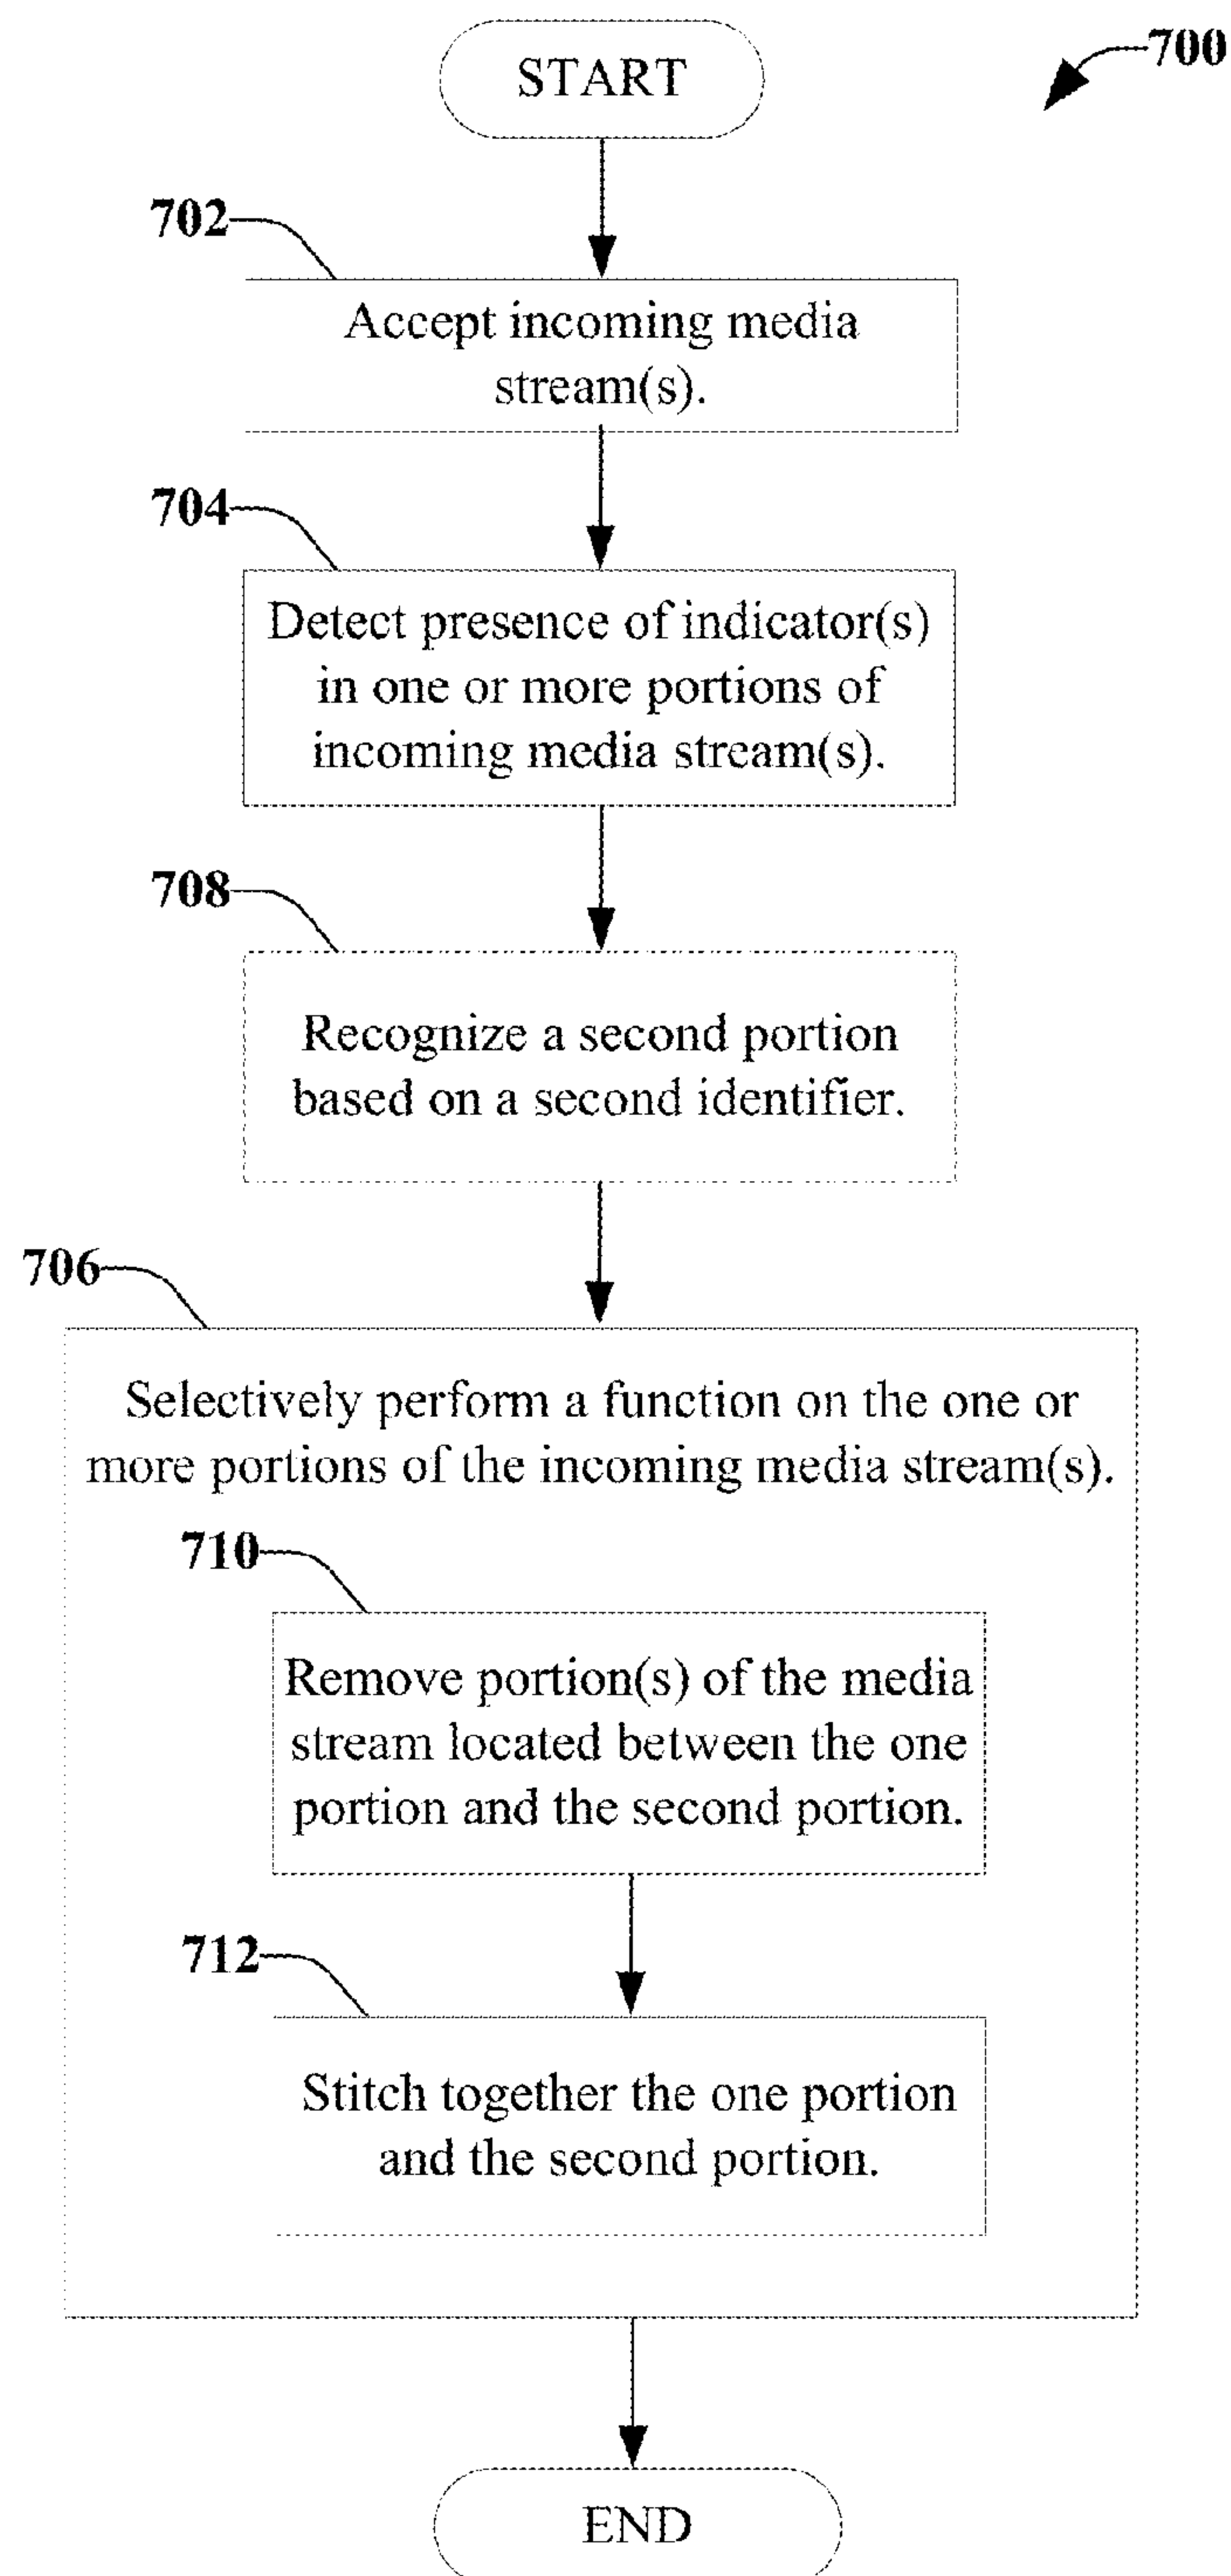 START
700
702
Accept incoming media
stream(s).
704
Detect presence of indicator(s)
in one or more portions of
incoming media stream(s).
708
Recognize a second portion
based on a second identifier.
706
Selectively perform a function on the one or
more portions of the incoming media stream(s).
710
Remove portion(s) of the media
stream located between the one
portion and the second portion.
712
Stitch together the one portion
and the second portion.
END